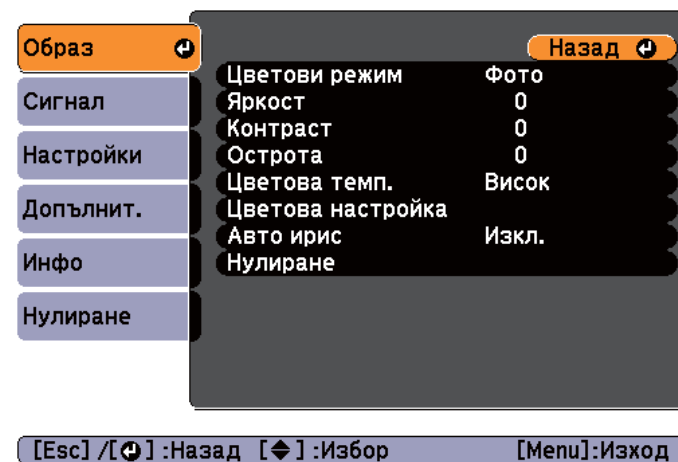 Образ
Сигнал
Настройки
Допълнит.
Инфо
Нулиране
Назад
Цветови режим Фото
Яркост 0
Контраст 0
Острота 0
Цветова темп. Висок
Цветова настройка
Авто ирис Изкл.
Нулиране
[Esc] /[⏎] :Назад [◆] :Избор [Menu]:Изход